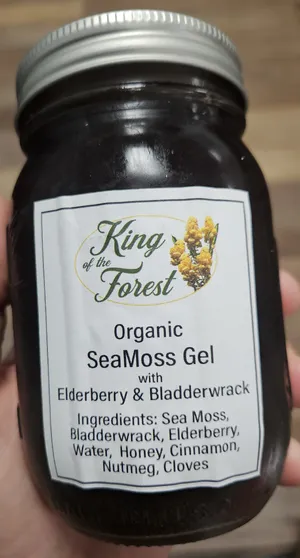 King
of the
Forest
Organic
SeaMoss Gel
with
Elderberry & Bladderwrack
Ingredients: Sea Moss,
Bladderwrack, Elderberry,
Water, Honey, Cinnamon,
Nutmeg, Cloves